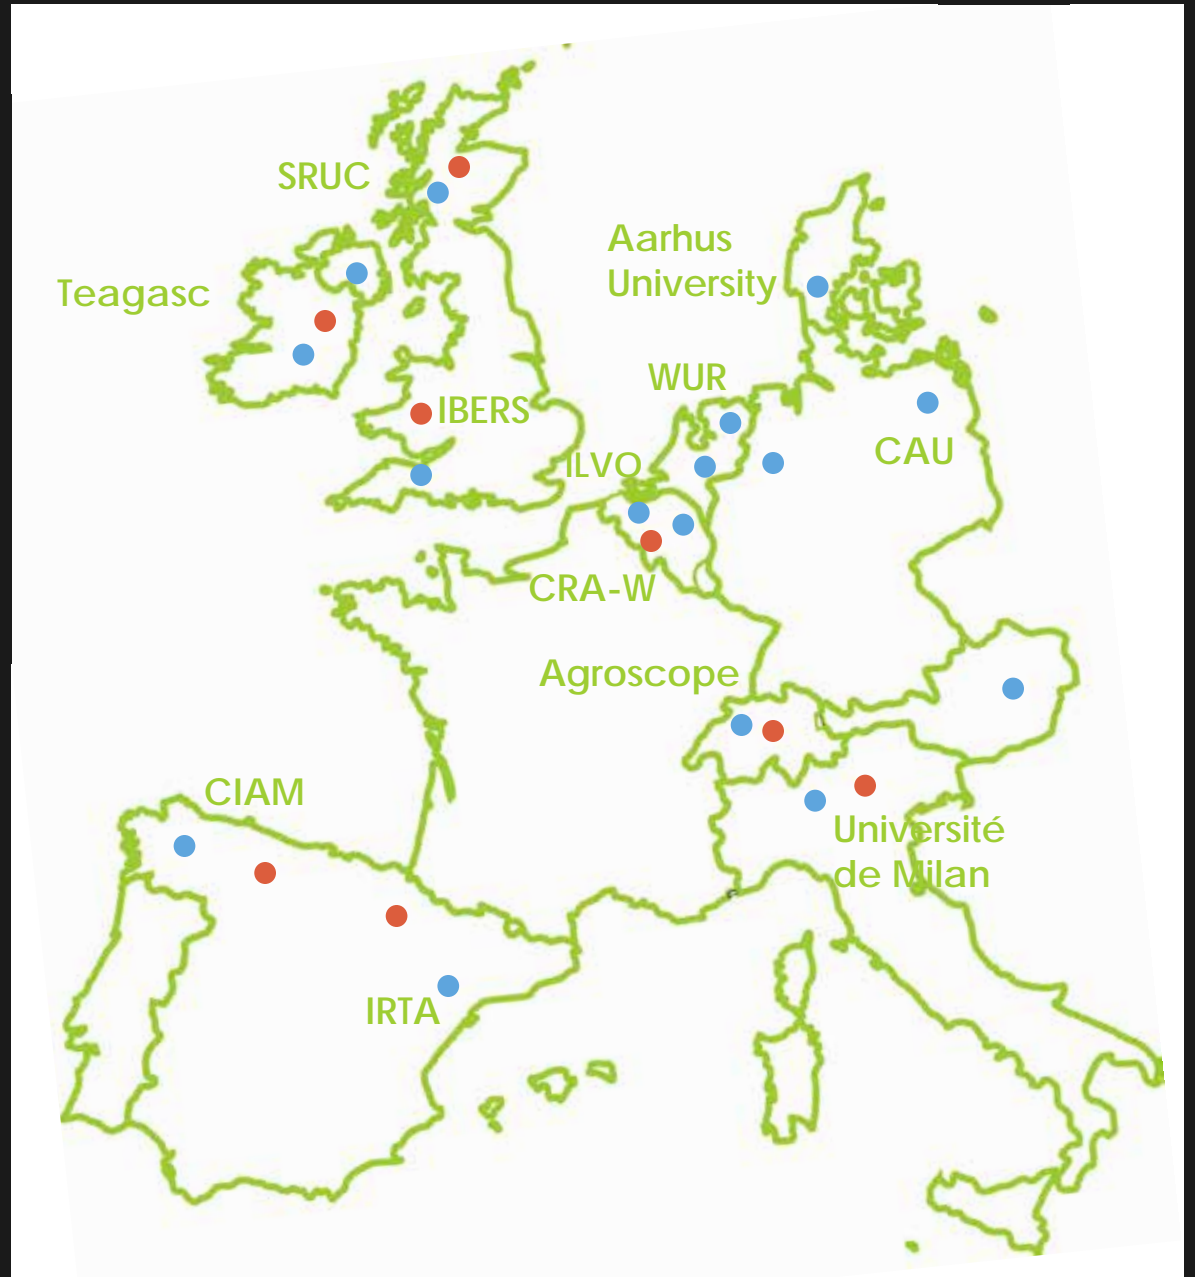 SRUC
Aarhus
University
Teagasc
WUR
IBERS
CAU
ILVO
CRA-W
Agroscope
CIAM
Université
de Milan
IRTA